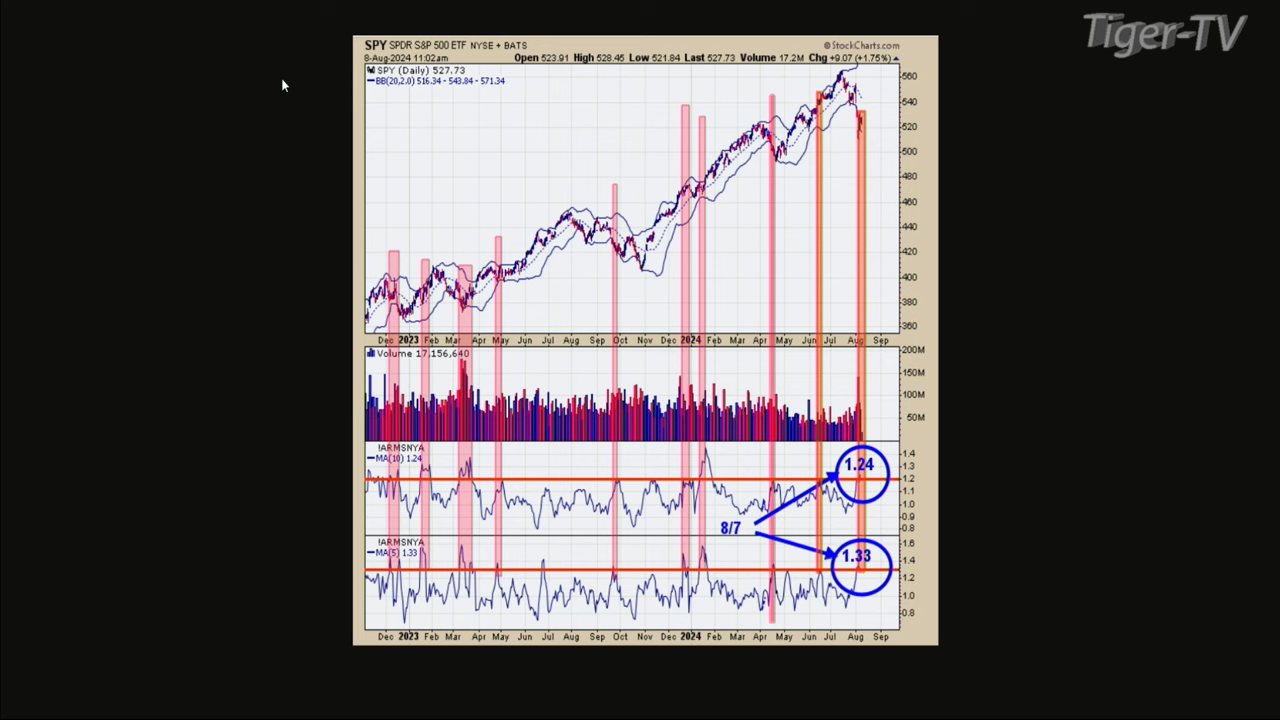 Tiger-TV
SPY SPDR S&P 500 ETF NYSE + BATS
© StockCharts.com
8-Aug-2024 11:02am
Open 523.91 High 528.45 Low 521.84 Last 527.73 Volume 17.2M Chg +9.07 (+1.75%)
SPY (Daily) 527.73
BB(20,2.0) 516.34 - 543.84 - 571.34
560
540
520
500
480
460
440
420
400
380
360
Dec 2023 Feb Mar Apr May Jun Jul Aug Sep Oct Nov Dec 2024 Feb Mar Apr May Jun Jul Aug Sep
Volume 17,156,640
200M
150M
100M
50M
!ARMSNYA
MA(10) 1.24
1.4
1.3
1.2
1.1
1.0
0.9
0.8
1.24
8/7
!ARMSNYA
MA(5) 1.33
1.6
1.4
1.2
1.0
0.8
1.33
Dec 2023 Feb Mar Apr May Jun Jul Aug Sep Oct Nov Dec 2024 Feb Mar Apr May Jun Jul Aug Sep